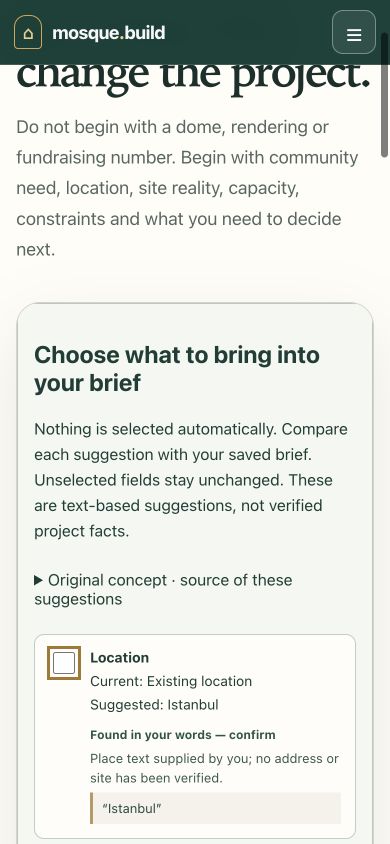 mosque.build
change the project.
Do not begin with a dome, rendering or
fundraising number. Begin with community
need, location, site reality, capacity,
constraints and what you need to decide
next.
Choose what to bring into
your brief
Nothing is selected automatically. Compare
each suggestion with your saved brief.
Unselected fields stay unchanged. These
are text-based suggestions, not verified
project facts.
Original concept · source of these
suggestions
Location
Current: Existing location
Suggested: Istanbul
Found in your words — confirm
Place text supplied by you; no address or
site has been verified.
“Istanbul”